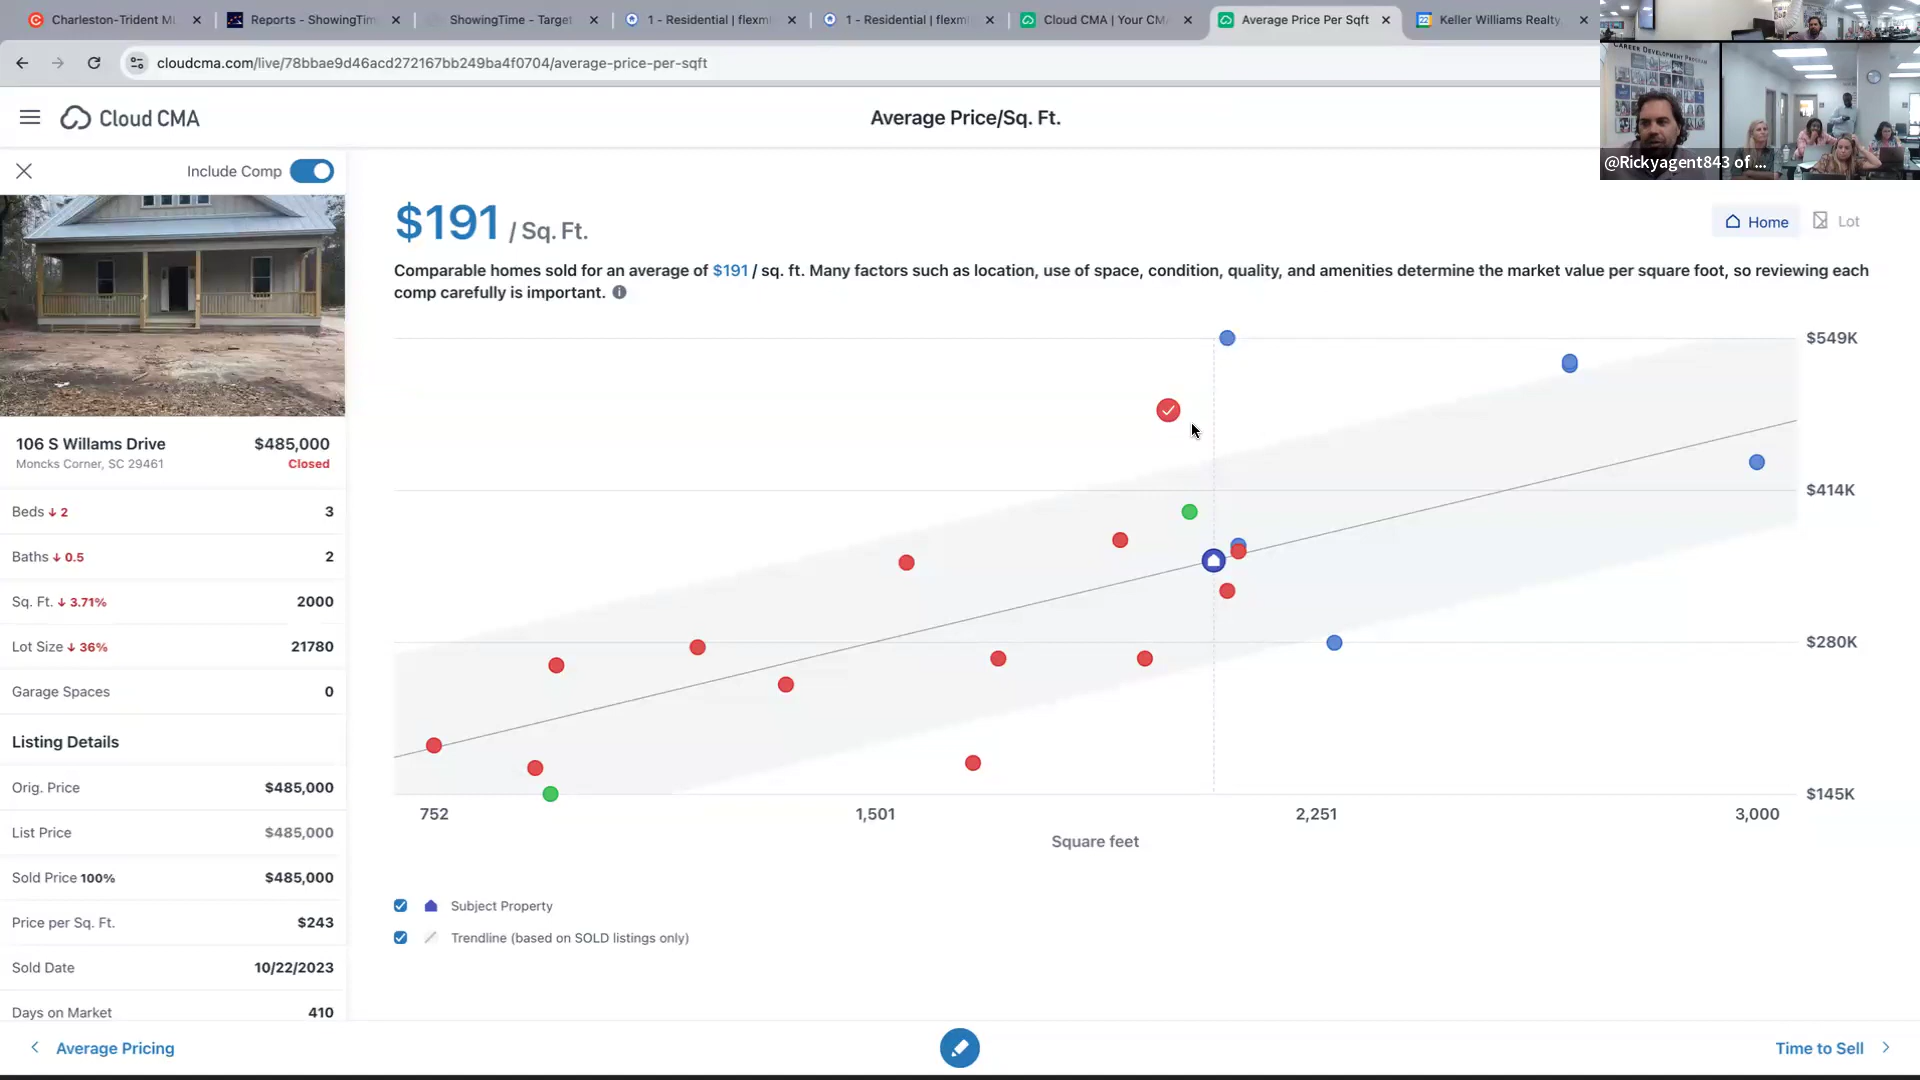 Charleston-Trident Mu
Reports - ShowingTim
ShowingTime - Target
1 - Residential | flexml
1 - Residential | flexml
Cloud CMA | Your CM
Average Price Per Sqft
Keller Williams Realty
cloudcma.com/live/78bbae9d46acd272167bb249ba4f0704/average-price-per-sqft
CAREER DEVELOPMENT PROGRAM
@Rickyagent843 of ...
Cloud CMA
Average Price/Sq. Ft.
Include Comp
$191 / Sq. Ft.
Home
Lot
Comparable homes sold for an average of $191 / sq. ft. Many factors such as location, use of space, condition, quality, and amenities determine the market value per square foot, so reviewing each
comp carefully is important.
106 S Willams Drive $485,000
Moncks Corner, SC 29461 Closed
Beds ↓ 2 3
Baths ↓ 0.5 2
Sq. Ft. ↓ 3.71% 2000
Lot Size ↓ 36% 21780
Garage Spaces 0
Listing Details
Orig. Price $485,000
List Price $485,000
Sold Price 100% $485,000
Price per Sq. Ft. $243
Sold Date 10/22/2023
Days on Market 410
$549K
$414K
$280K
$145K
752 1,501 2,251 3,000
Square feet
Subject Property
Trendline (based on SOLD listings only)
Average Pricing
Time to Sell